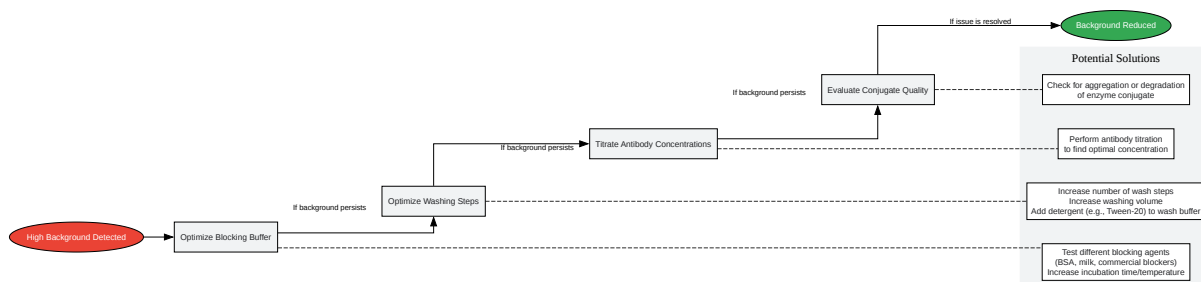 If issue is resolved
Background Reduced
Potential Solutions
If background persists
Evaluate Conjugate Quality
Check for aggregation or degradation
of enzyme conjugate
If background persists
Titrate Antibody Concentrations
Perform antibody titration
to find optimal concentration
If background persists
Optimize Washing Steps
Increase number of wash steps
Increase washing volume
Add detergent (e.g., Tween-20) to wash buffer
High Background Detected
Optimize Blocking Buffer
Test different blocking agents
(BSA, milk, commercial blockers)
Increase incubation time/temperature